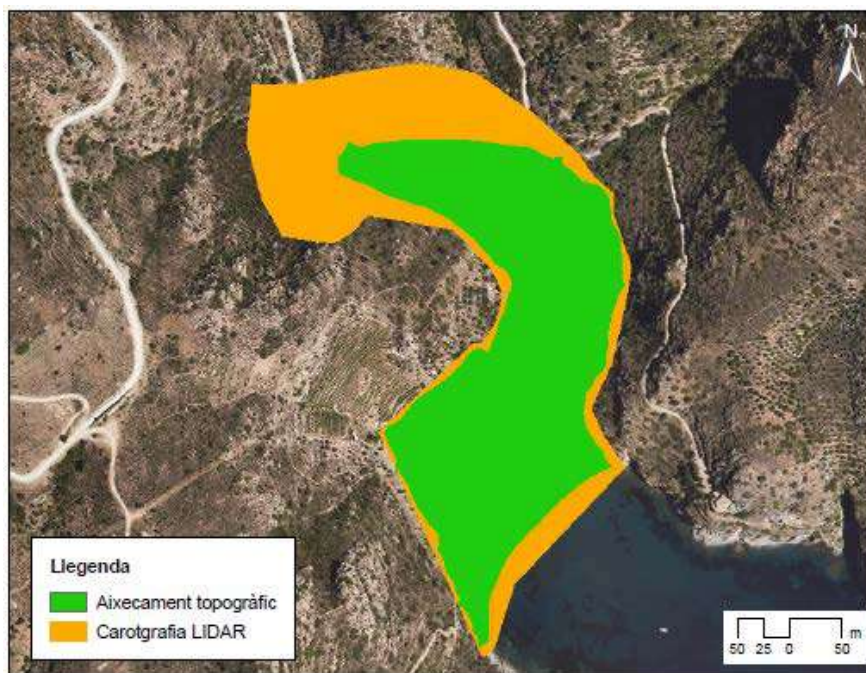 N
Llegenda
Aixecament topogràfic
Carotgrafia LIDAR
50 25 0 50 m